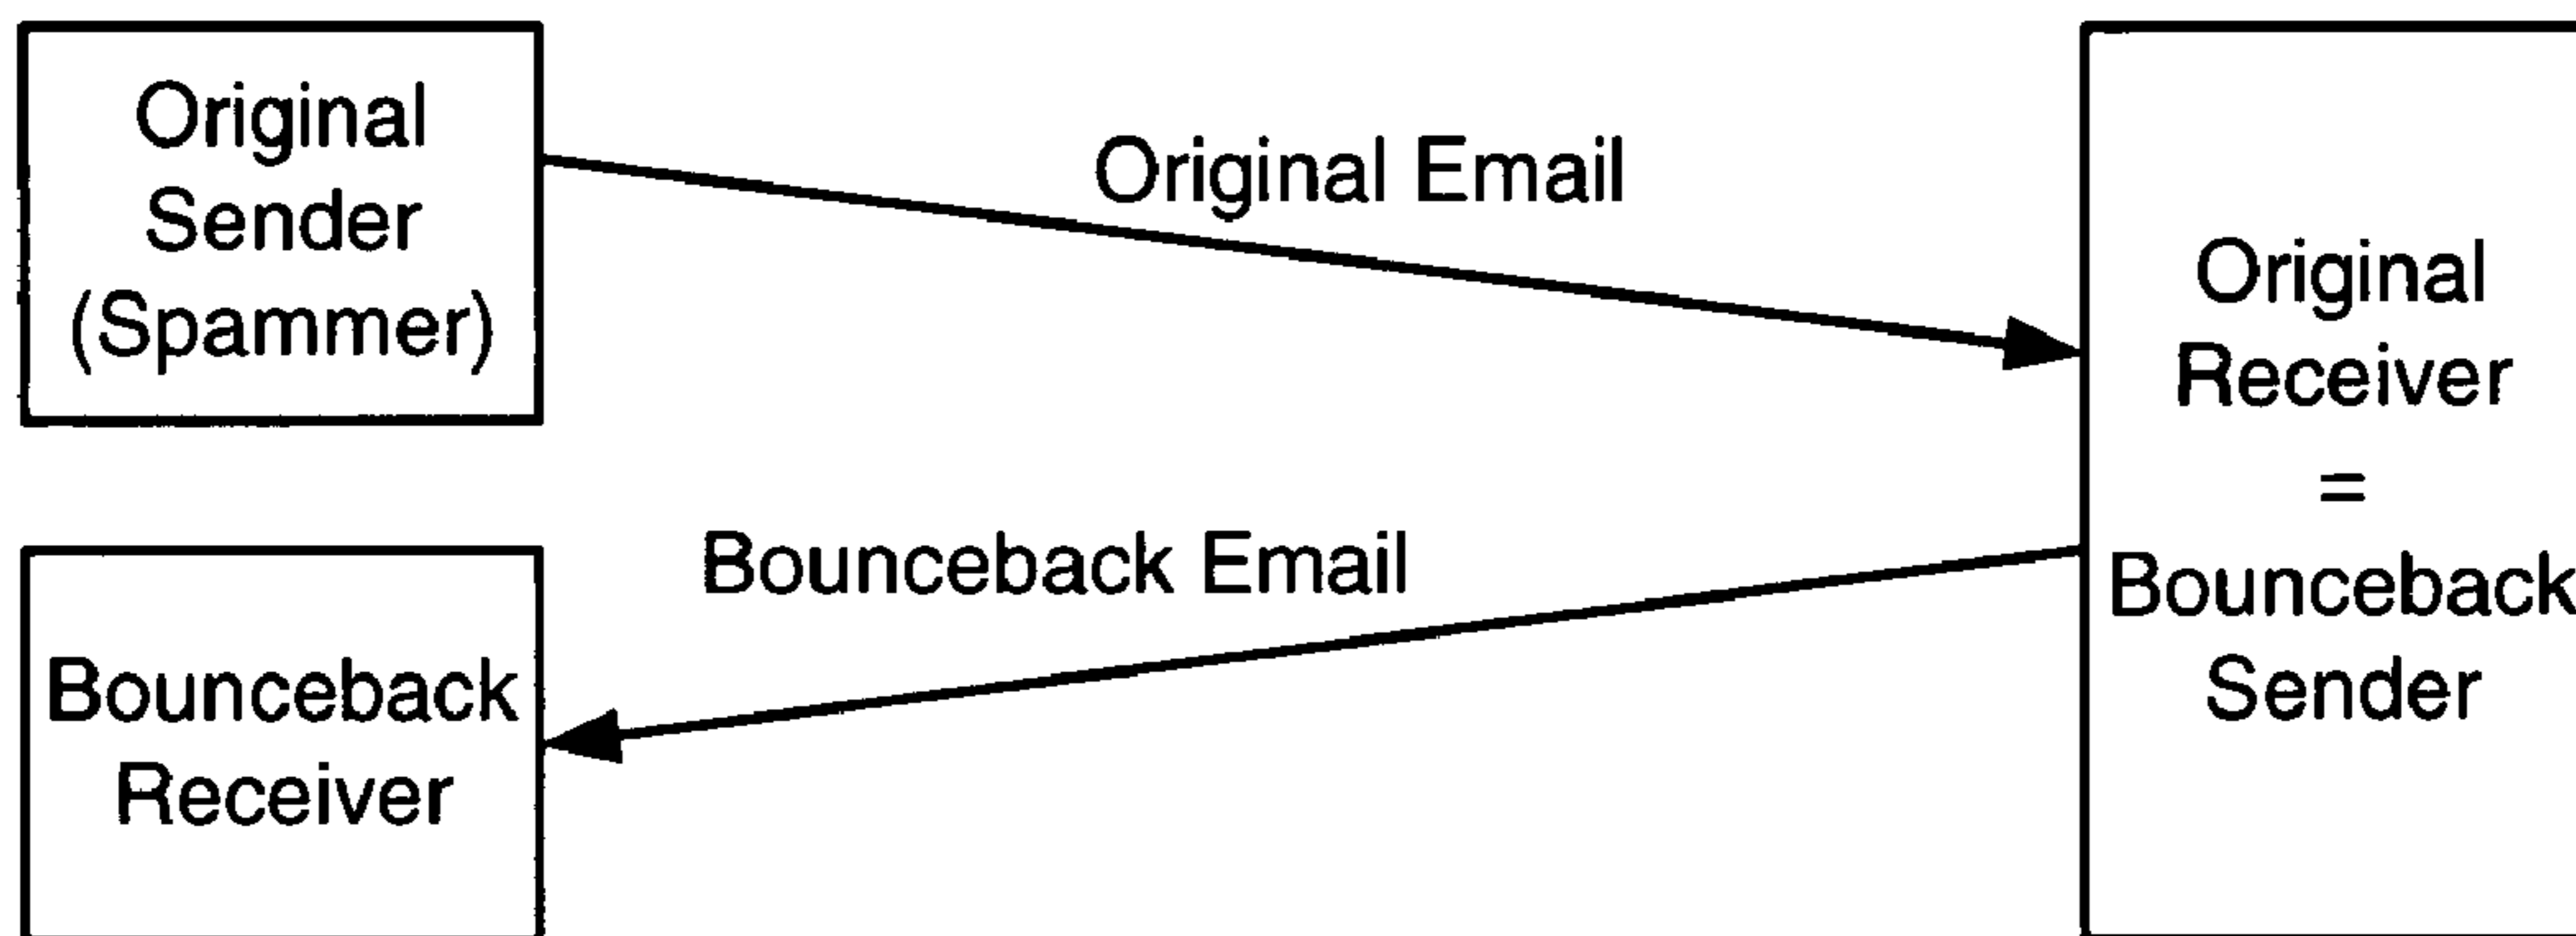 Original
Sender
(Spammer)
Original Email
Original
Receiver
=
Bounceback
Sender
Bounceback Email
Bounceback
Receiver